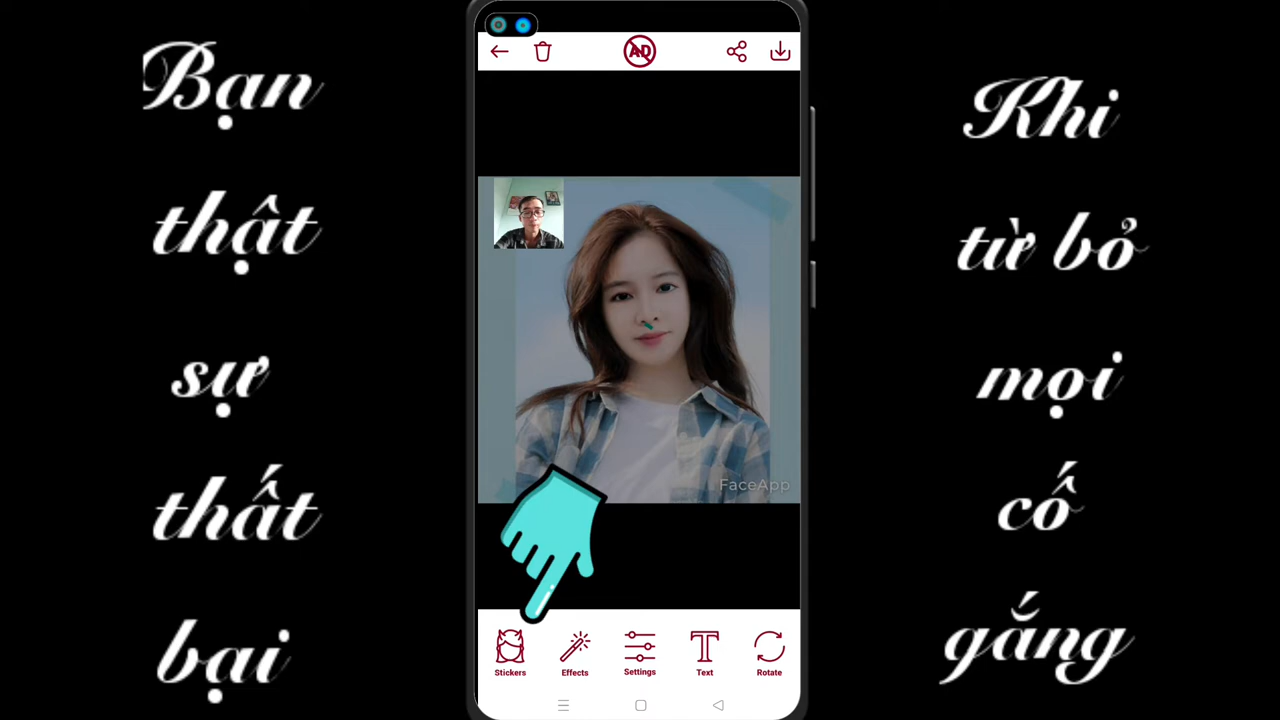 Bạn
thật
sự
thất
bại
Khi
từ bỏ
mọi
cố
gắng
AD
FaceApp
Stickers
Effects
Settings
Text
Rotate